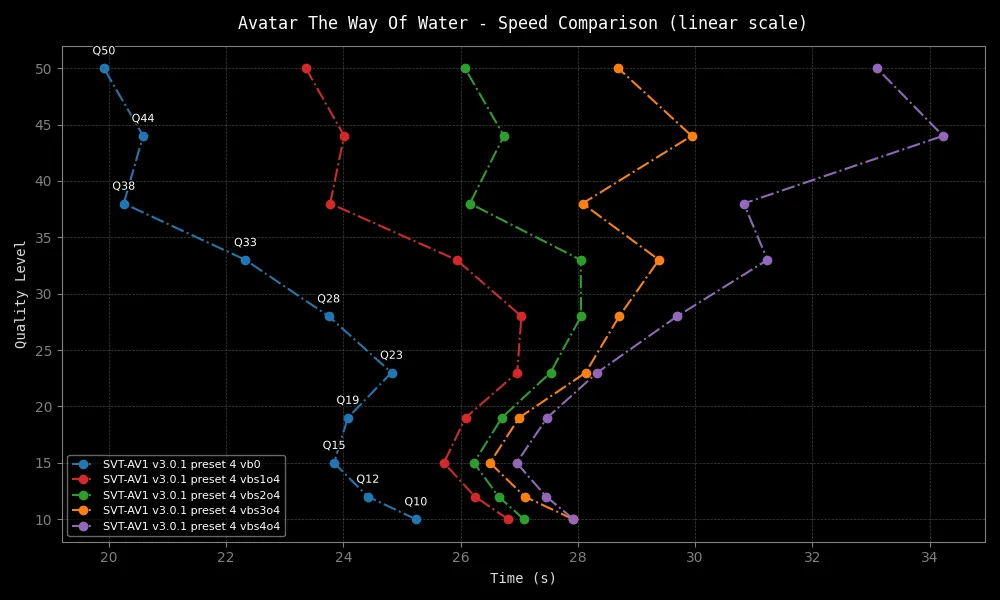 Avatar The Way Of Water - Speed Comparison (linear scale)
Q50
50
Q44
45
40
Q38
35
Q33
30
Q28
25
Q23
20
Q19
Q15
15
Q12
Q10
10
Quality Level
SVT-AV1 v3.0.1 preset 4 vb0
SVT-AV1 v3.0.1 preset 4 vbs1o4
SVT-AV1 v3.0.1 preset 4 vbs2o4
SVT-AV1 v3.0.1 preset 4 vbs3o4
SVT-AV1 v3.0.1 preset 4 vbs4o4
20 22 24 26 28 30 32 34
Time (s)